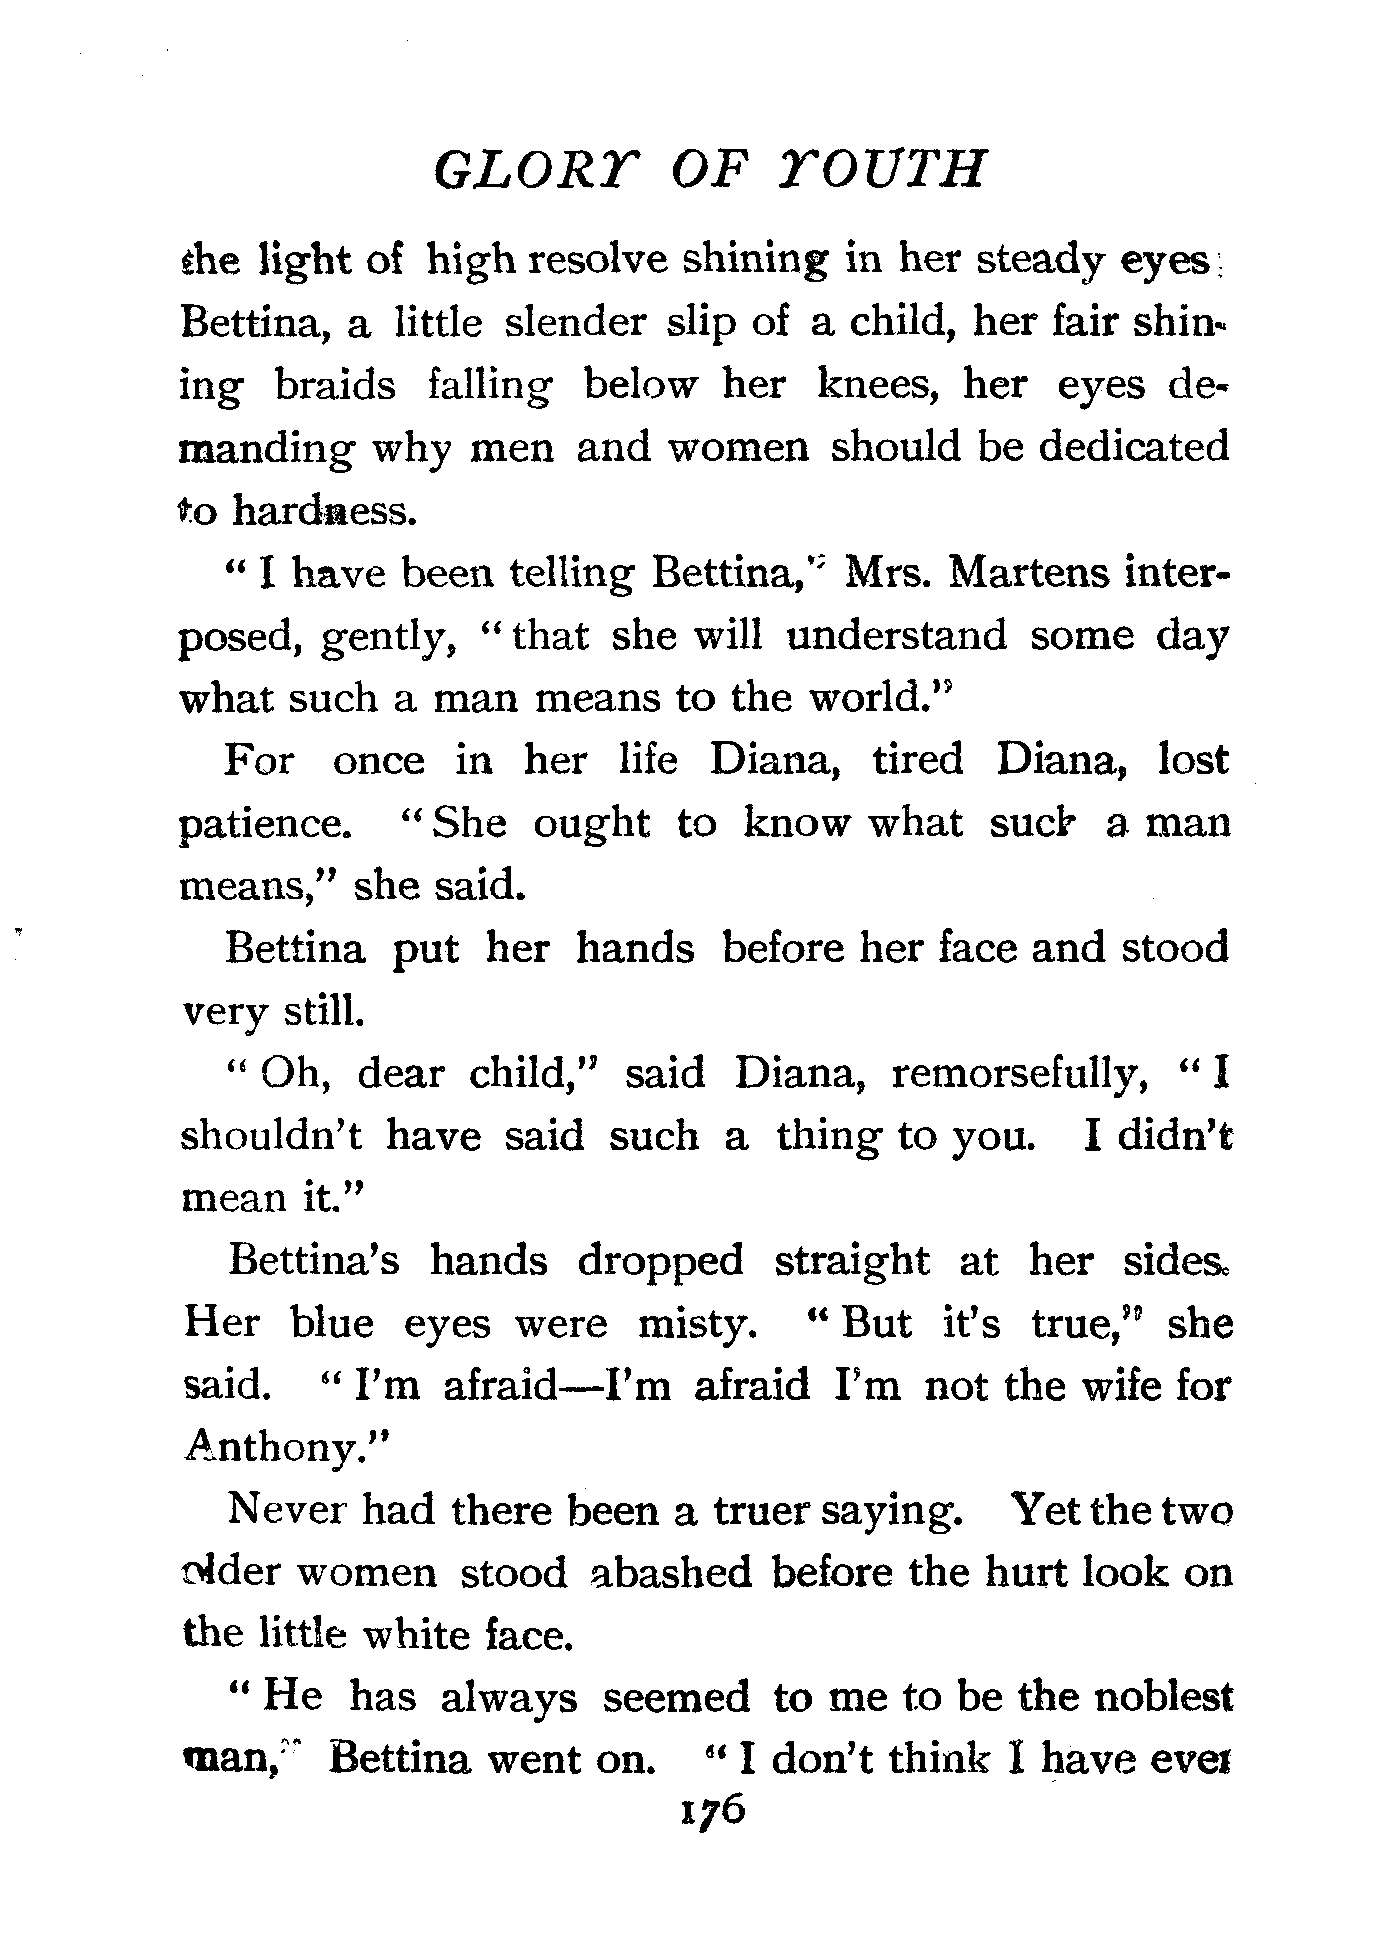 GLORY OF YOUTH
the light of high resolve shining in her steady eyes;
Bettina, a little slender slip of a child, her fair shin-
ing braids falling below her knees, her eyes de-
manding why men and women should be dedicated
to hardness.
" I have been telling Bettina," Mrs. Martens inter-
posed, gently, " that she will understand some day
what such a man means to the world."
For once in her life Diana, tired Diana, lost
patience. " She ought to know what such a man
means," she said.
Bettina put her hands before her face and stood
very still.
" Oh, dear child," said Diana, remorsefully, " I
shouldn't have said such a thing to you. I didn't
mean it."
Bettina's hands dropped straight at her sides.
Her blue eyes were misty. " But it's true," she
said. " I'm afraid—I'm afraid I'm not the wife for
Anthony."
Never had there been a truer saying. Yet the two
older women stood abashed before the hurt look on
the little white face.
" He has always seemed to me to be the noblest
man," Bettina went on. " I don't think I have ever
176